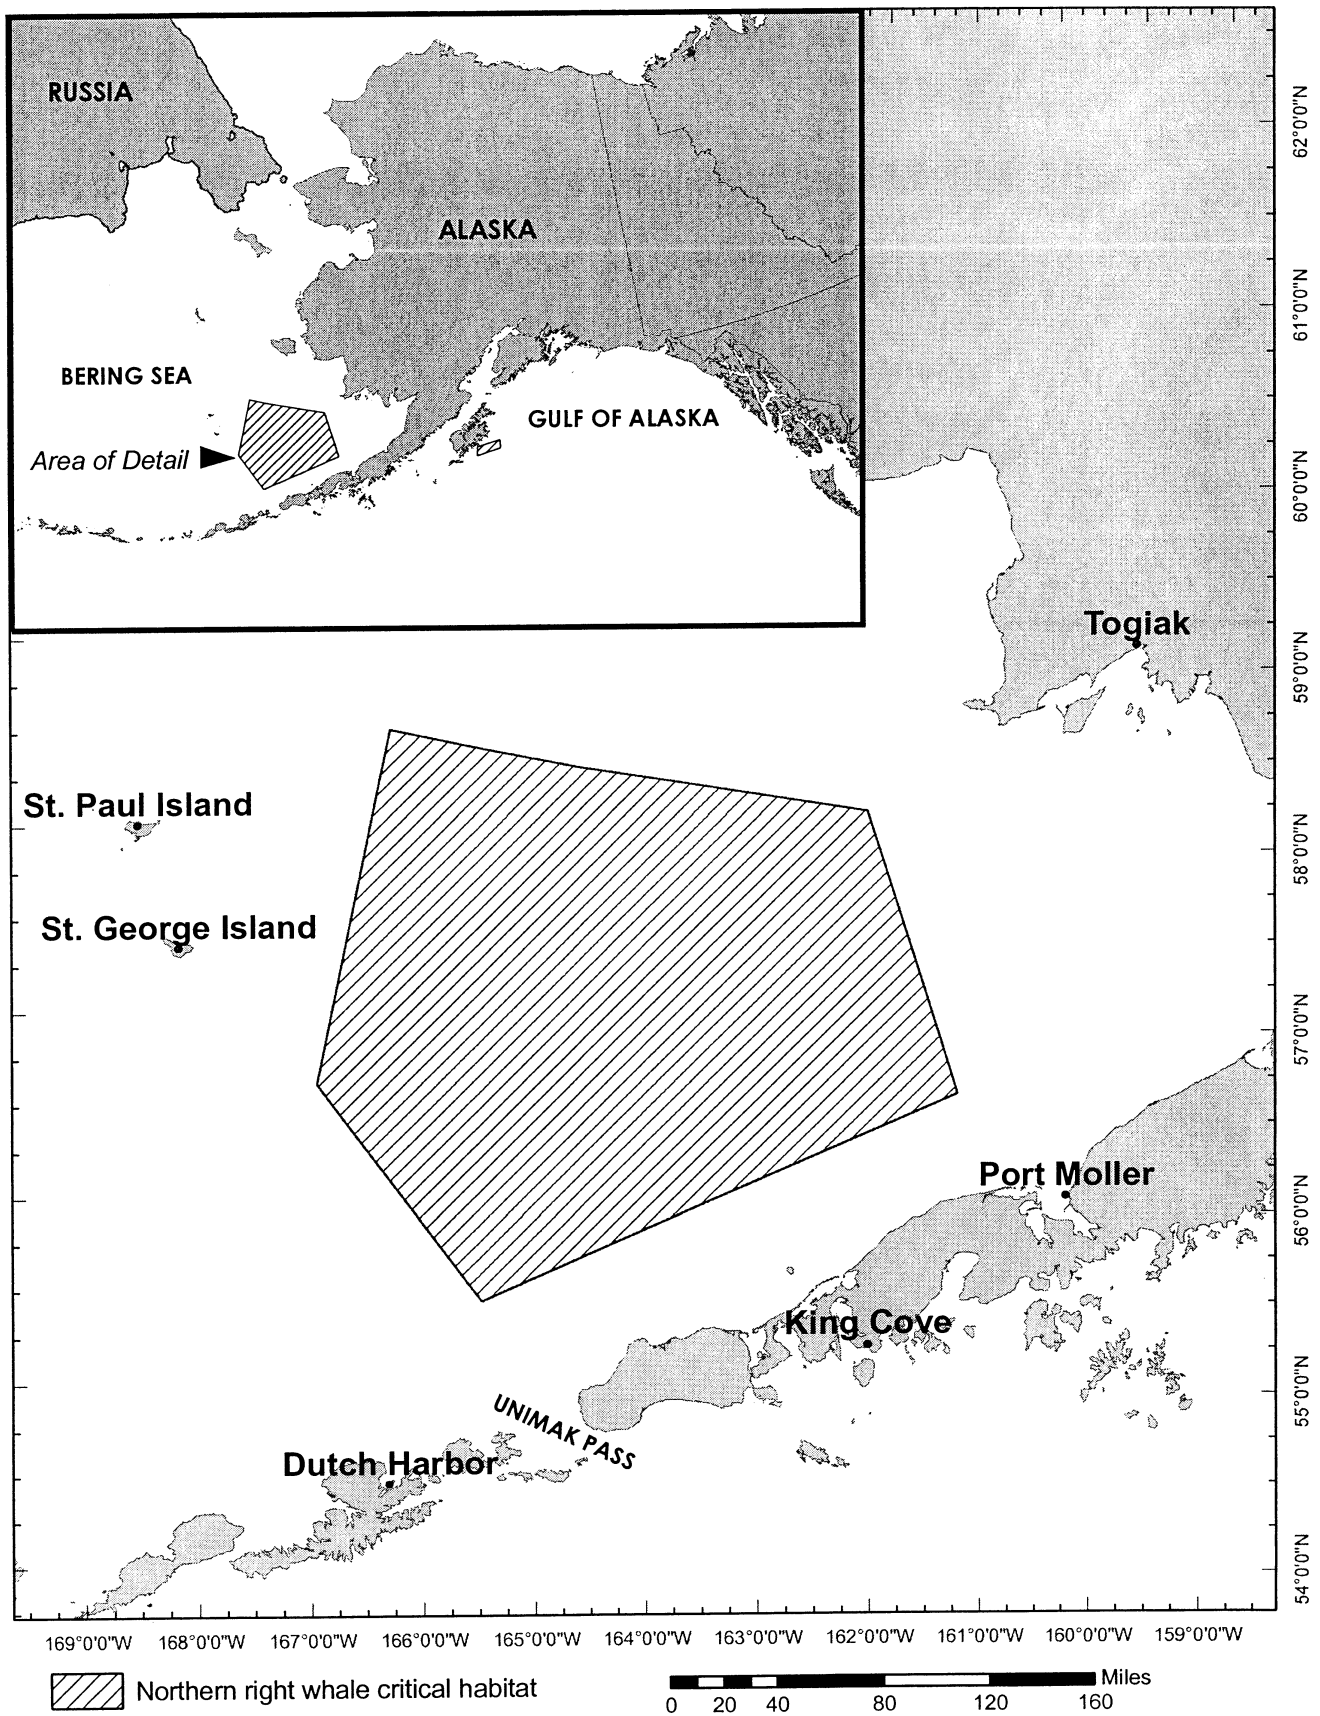 RUSSIA
ALASKA
BERING SEA
GULF OF ALASKA
Area of Detail
62°0'0"N
61°0'0"N
60°0'0"N
59°0'0"N
58°0'0"N
57°0'0"N
56°0'0"N
55°0'0"N
54°0'0"N
Togiak
St. Paul Island
St. George Island
Port Moller
King Cove
UNIMAK PASS
Dutch Harbor
169°0'0"W 168°0'0"W 167°0'0"W 166°0'0"W 165°0'0"W 164°0'0"W 163°0'0"W 162°0'0"W 161°0'0"W 160°0'0"W 159°0'0"W
Northern right whale critical habitat
Miles
0 20 40 80 120 160